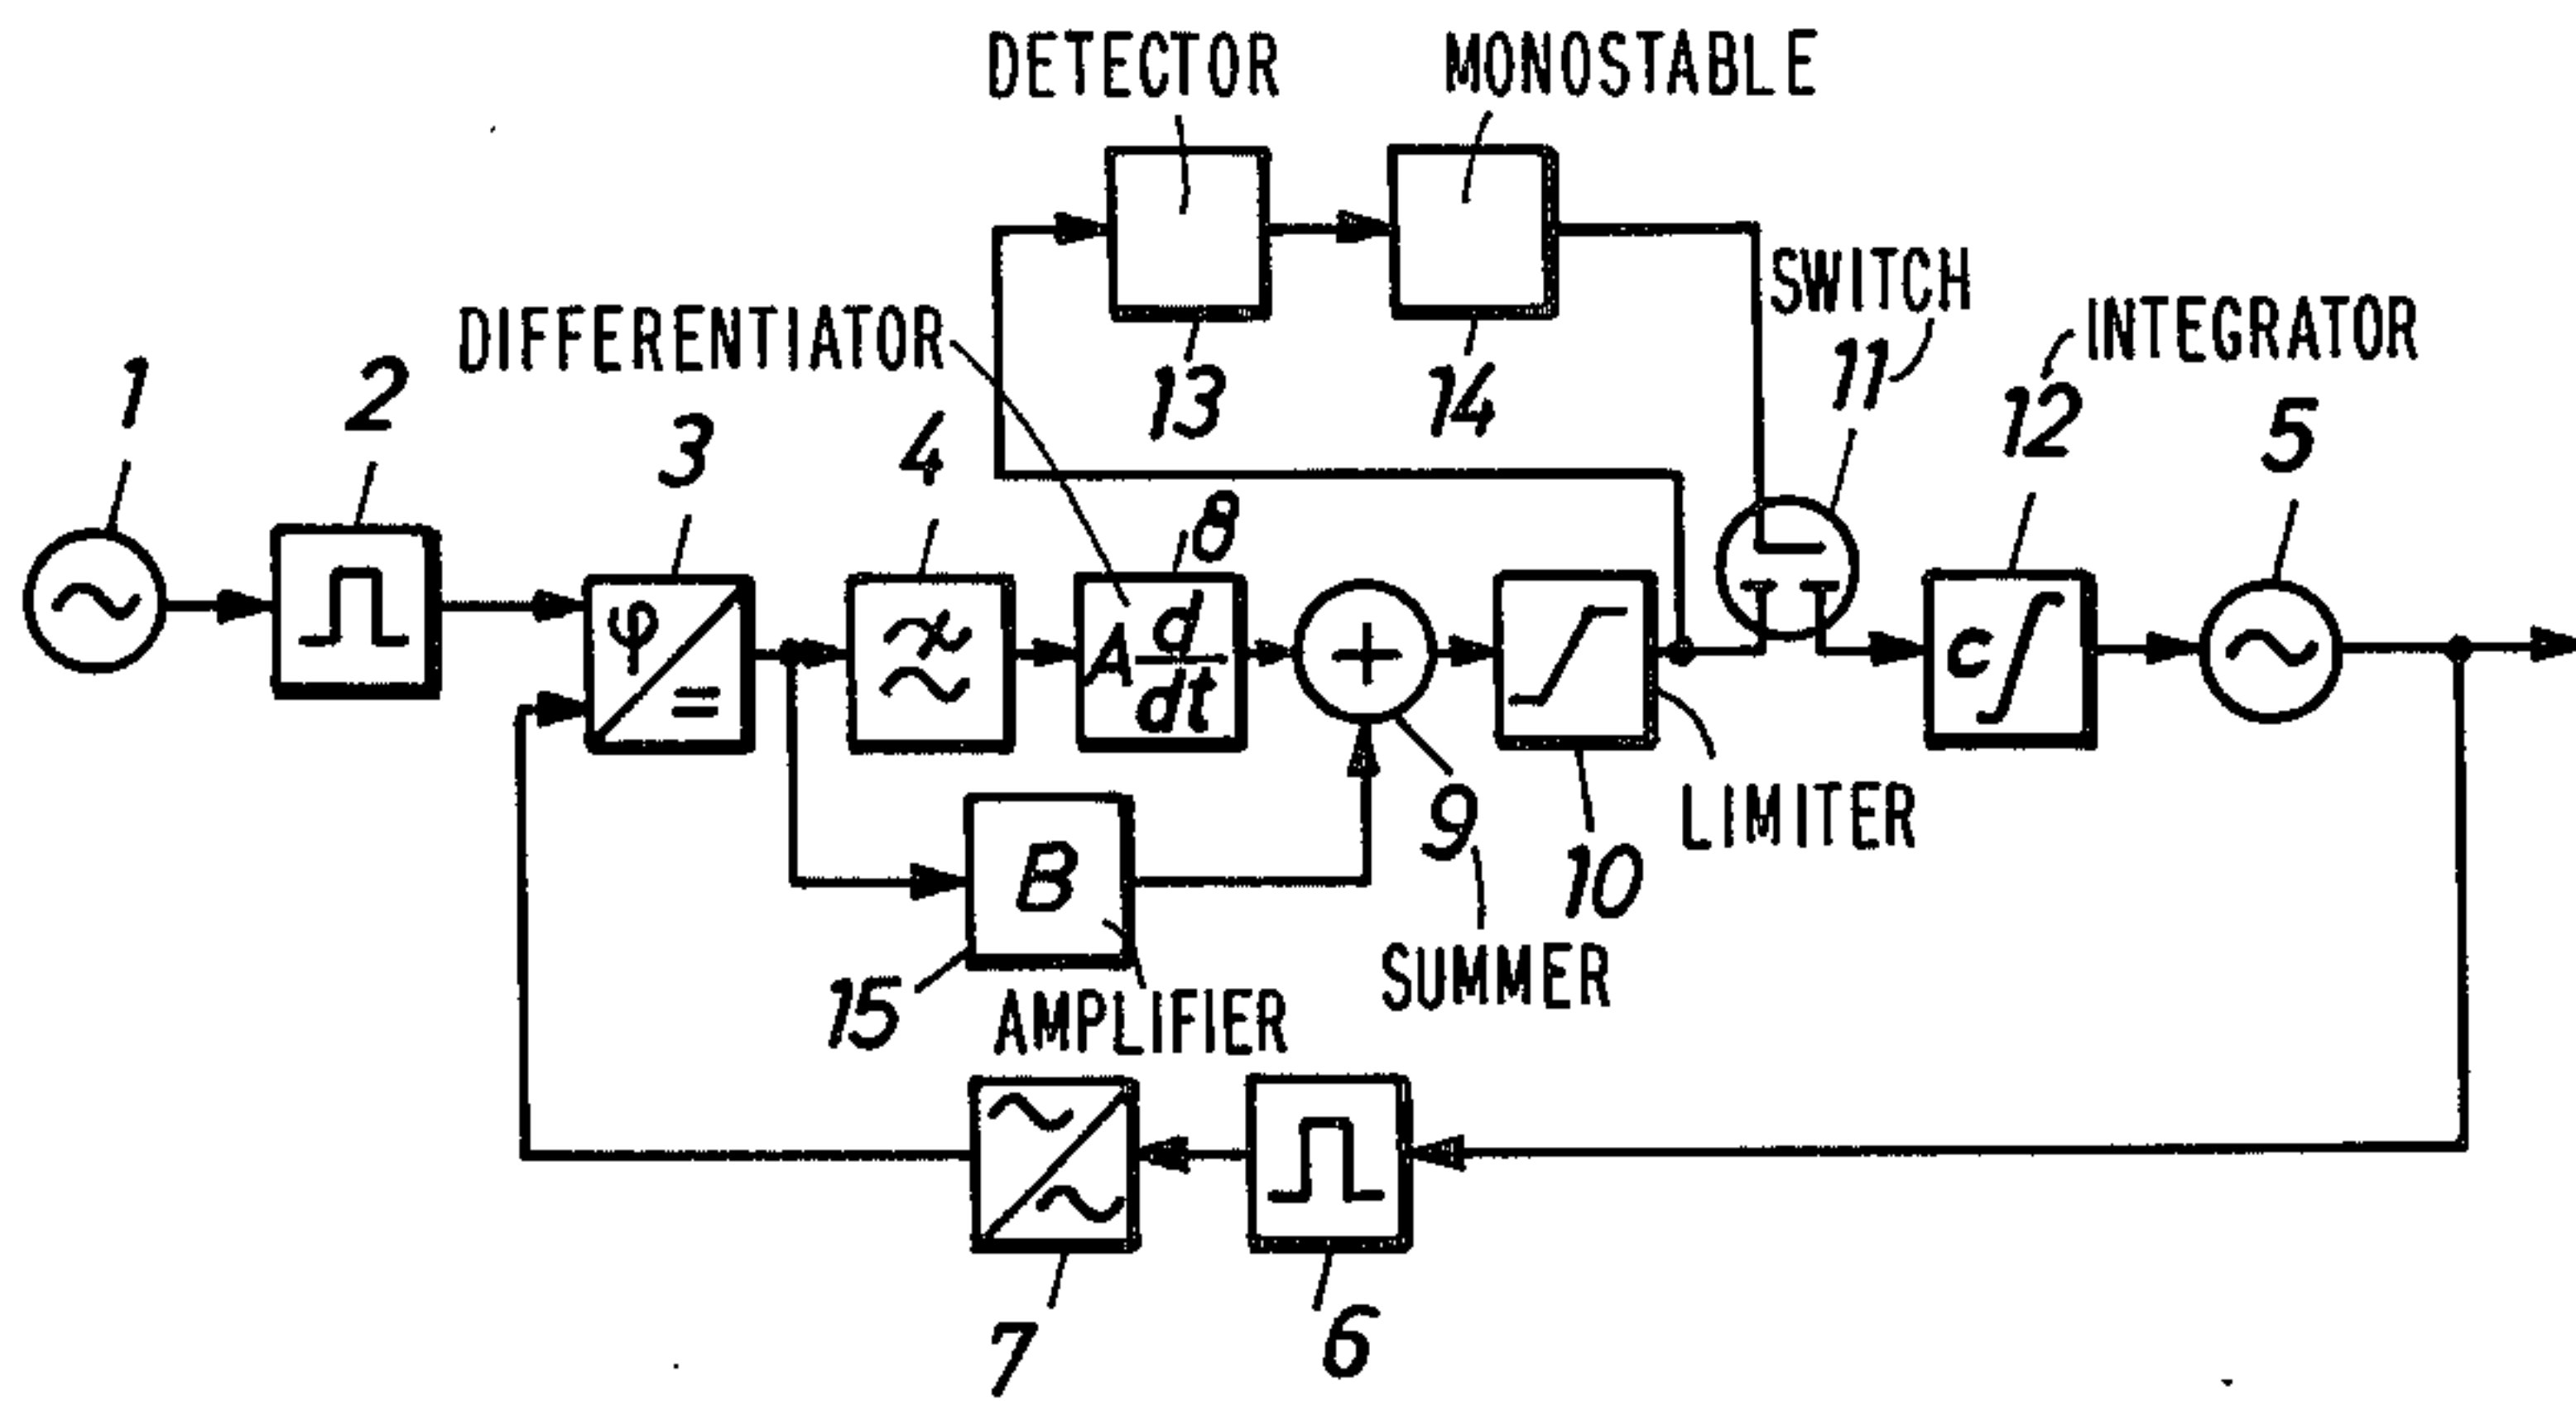 DETECTOR MONOSTABLE
SWITCH
DIFFERENTIATOR INTEGRATOR
1 2 3 4 13 14 11 12 5
8
φ = A d/dt + C ∫
B
9
LIMITER
10
15 AMPLIFIER SUMMER
7 6